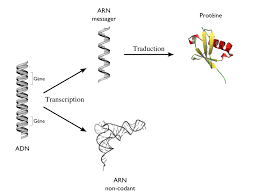 ARN
messager
Protéine
Traduction
Gène
Transcription
Gène
ADN
ARN
non-codant